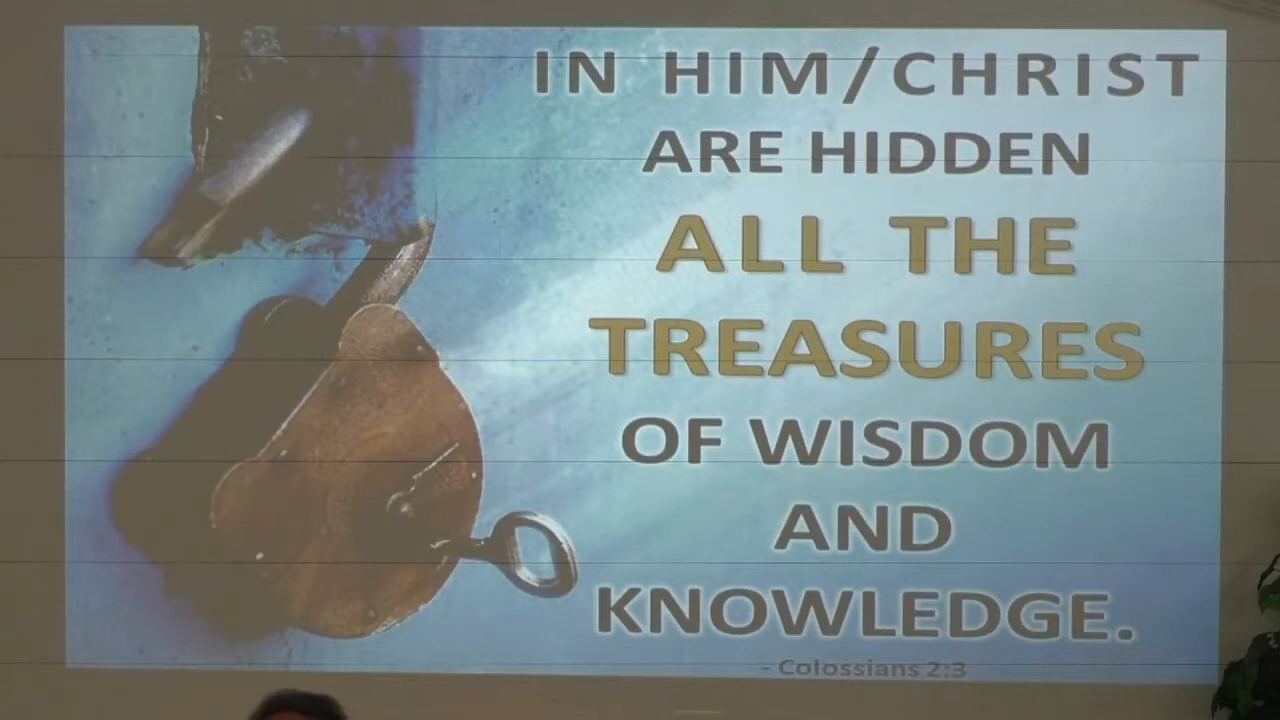 IN HIM/CHRIST
ARE HIDDEN
ALL THE
TREASURES
OF WISDOM
AND
KNOWLEDGE.
- Colossians 2:3